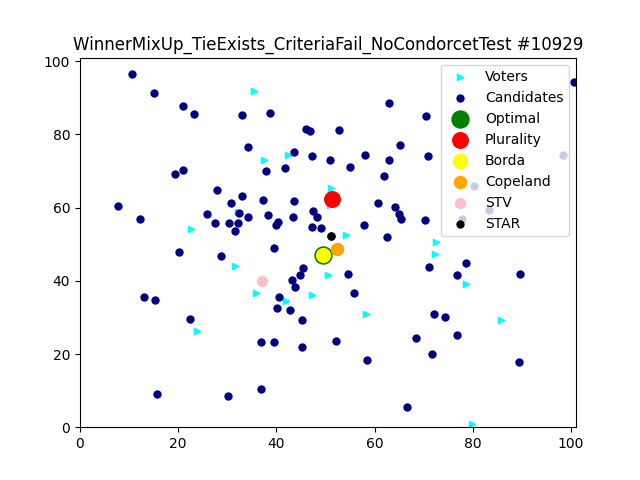 WinnerMixUp_TieExists_CriteriaFail_NoCondorcetTest #10929
Voters
Candidates
Optimal
Plurality
Borda
Copeland
STV
STAR
100
80
60
40
20
0
0 20 40 60 80 100